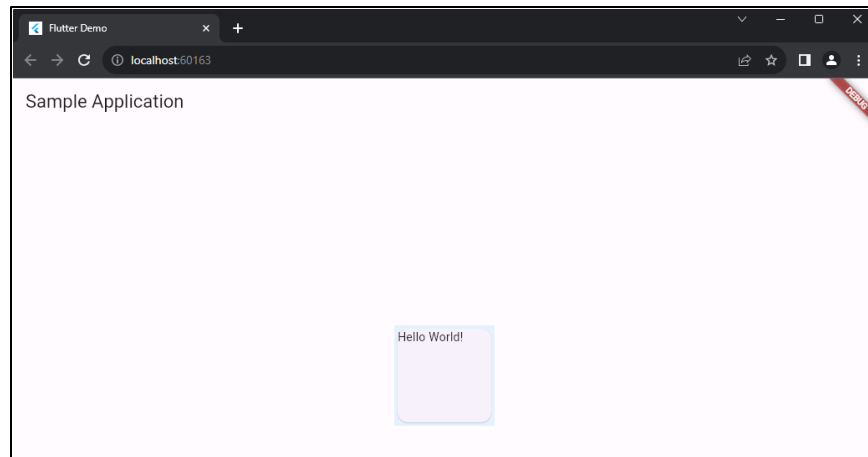 Flutter Demo
localhost:60163
Sample Application
DEBUG
Hello World!